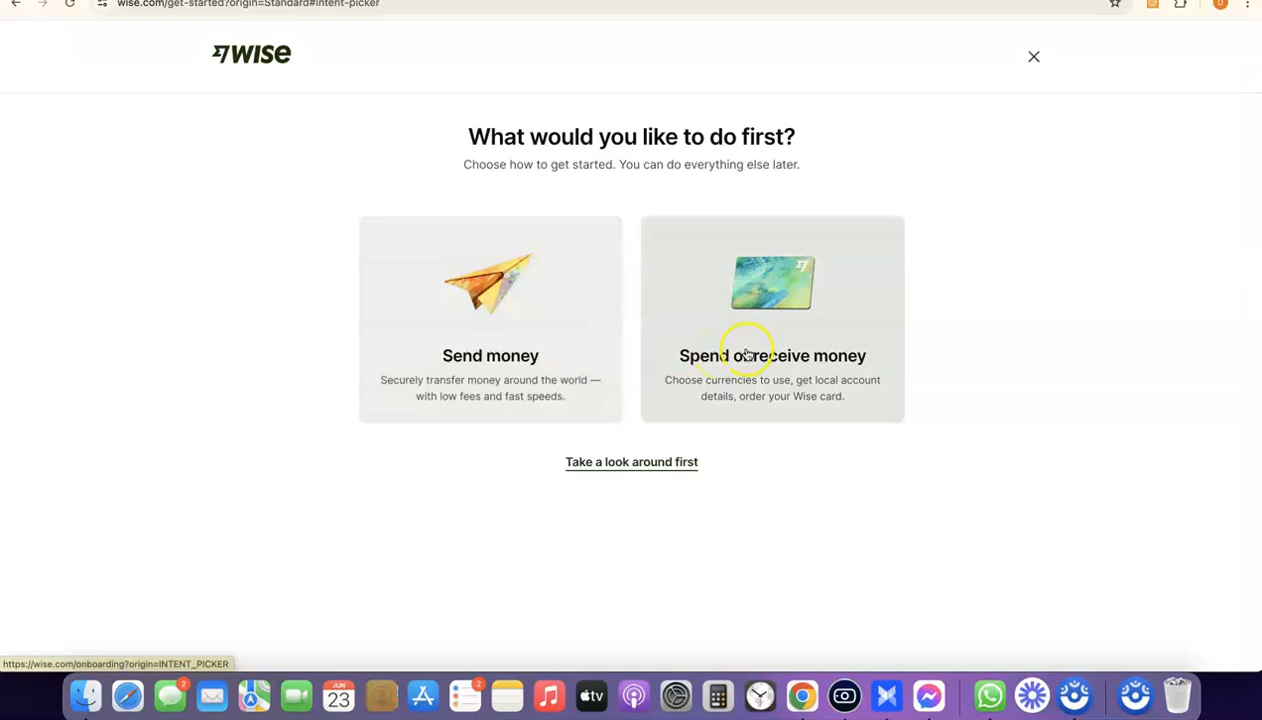 wise.com/get-started?origin=Standard#intent-picker
WISE
What would you like to do first?
Choose how to get started. You can do everything else later.
Send money
Securely transfer money around the world —
with low fees and fast speeds.
Spend or receive money
Choose currencies to use, get local account
details, order your Wise card.
Take a look around first
https://wise.com/onboarding?origin=INTENT_PICKER
2
JUN
23
2
tv